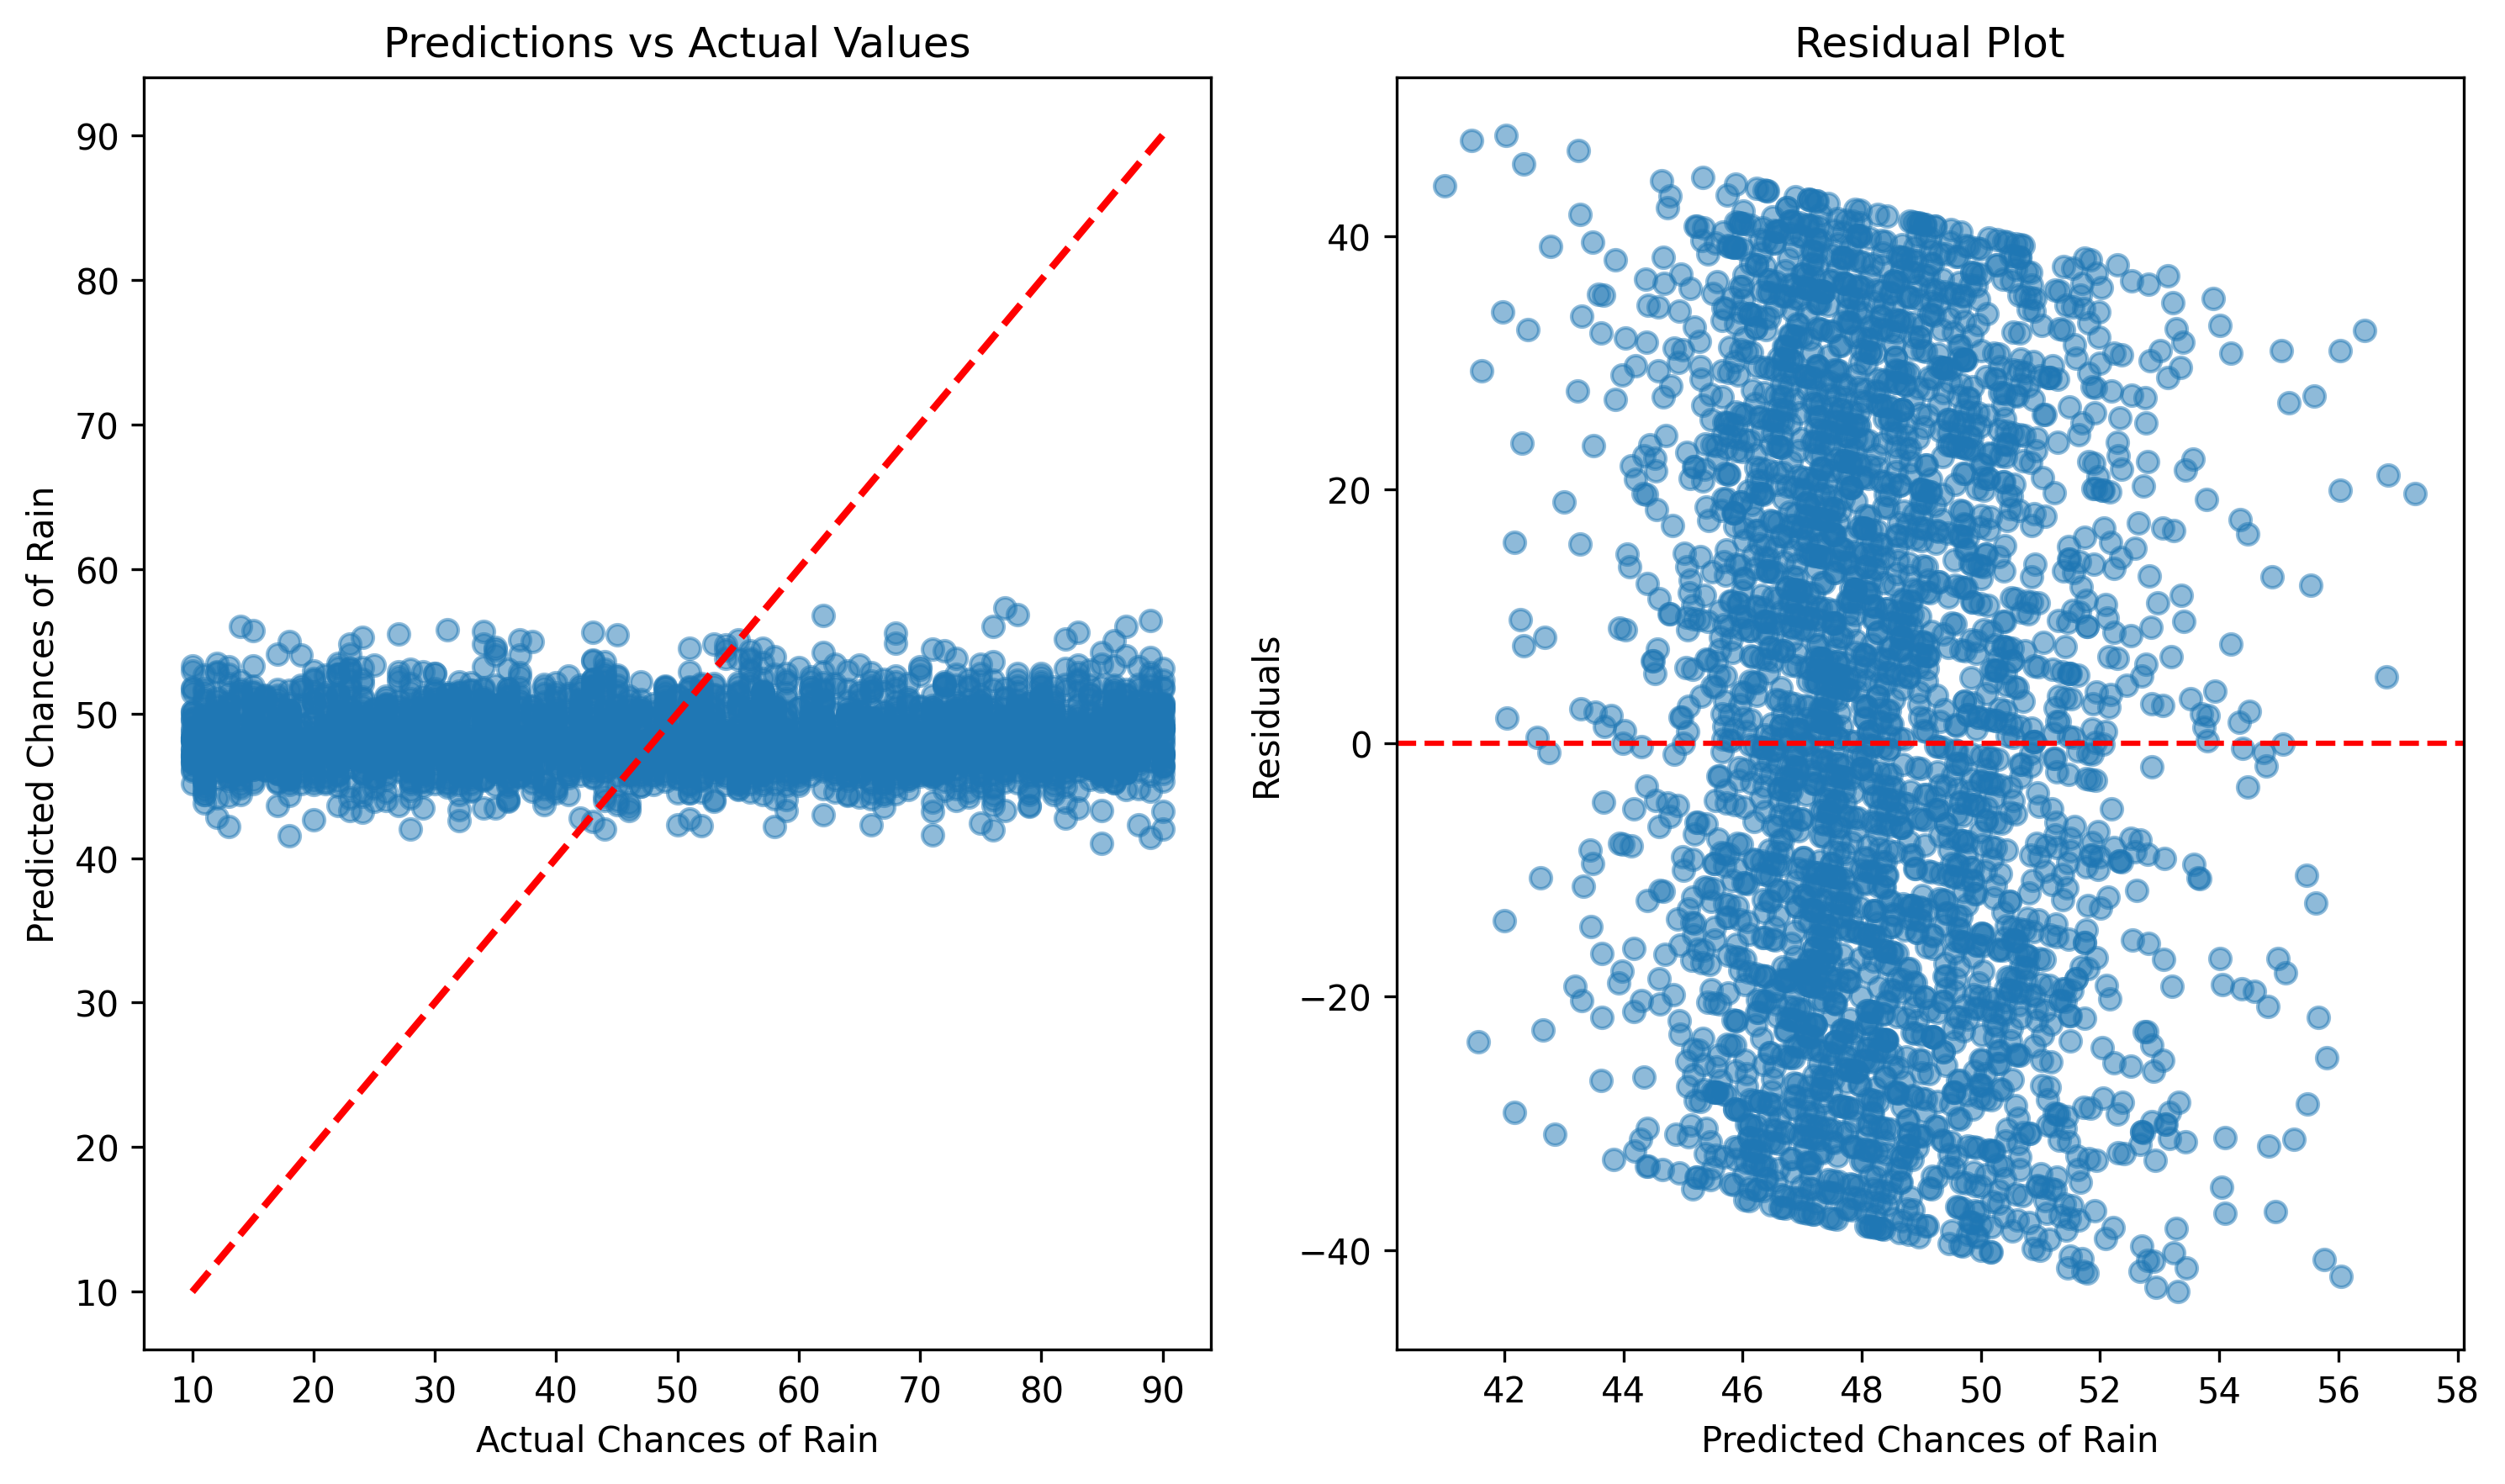 Predictions vs Actual Values
90
80
70
60
50
40
30
20
10
Predicted Chances of Rain
10 20 30 40 50 60 70 80 90
Actual Chances of Rain
Residual Plot
40
20
0
−20
−40
Residuals
42 44 46 48 50 52 54 56 58
Predicted Chances of Rain